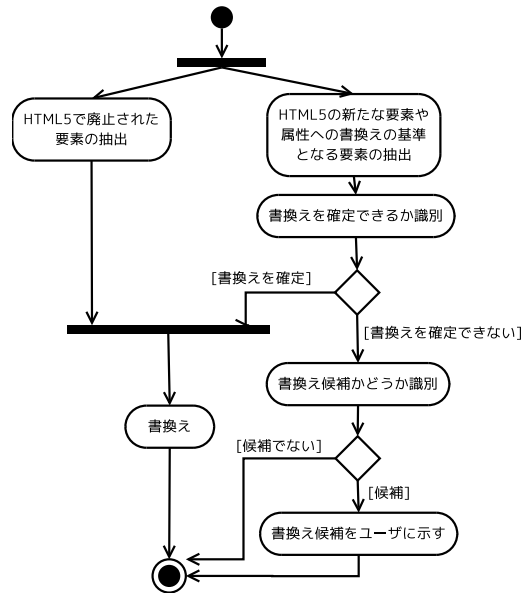 HTML5で廃止された
要素の抽出
HTML5の新たな要素や
属性への書換えの基準
となる要素の抽出
書換えを確定できるか識別
[書換えを確定]
[書換えを確定できない]
書換え候補かどうか識別
書換え
[候補でない]
[候補]
書換え候補をユーザに示す